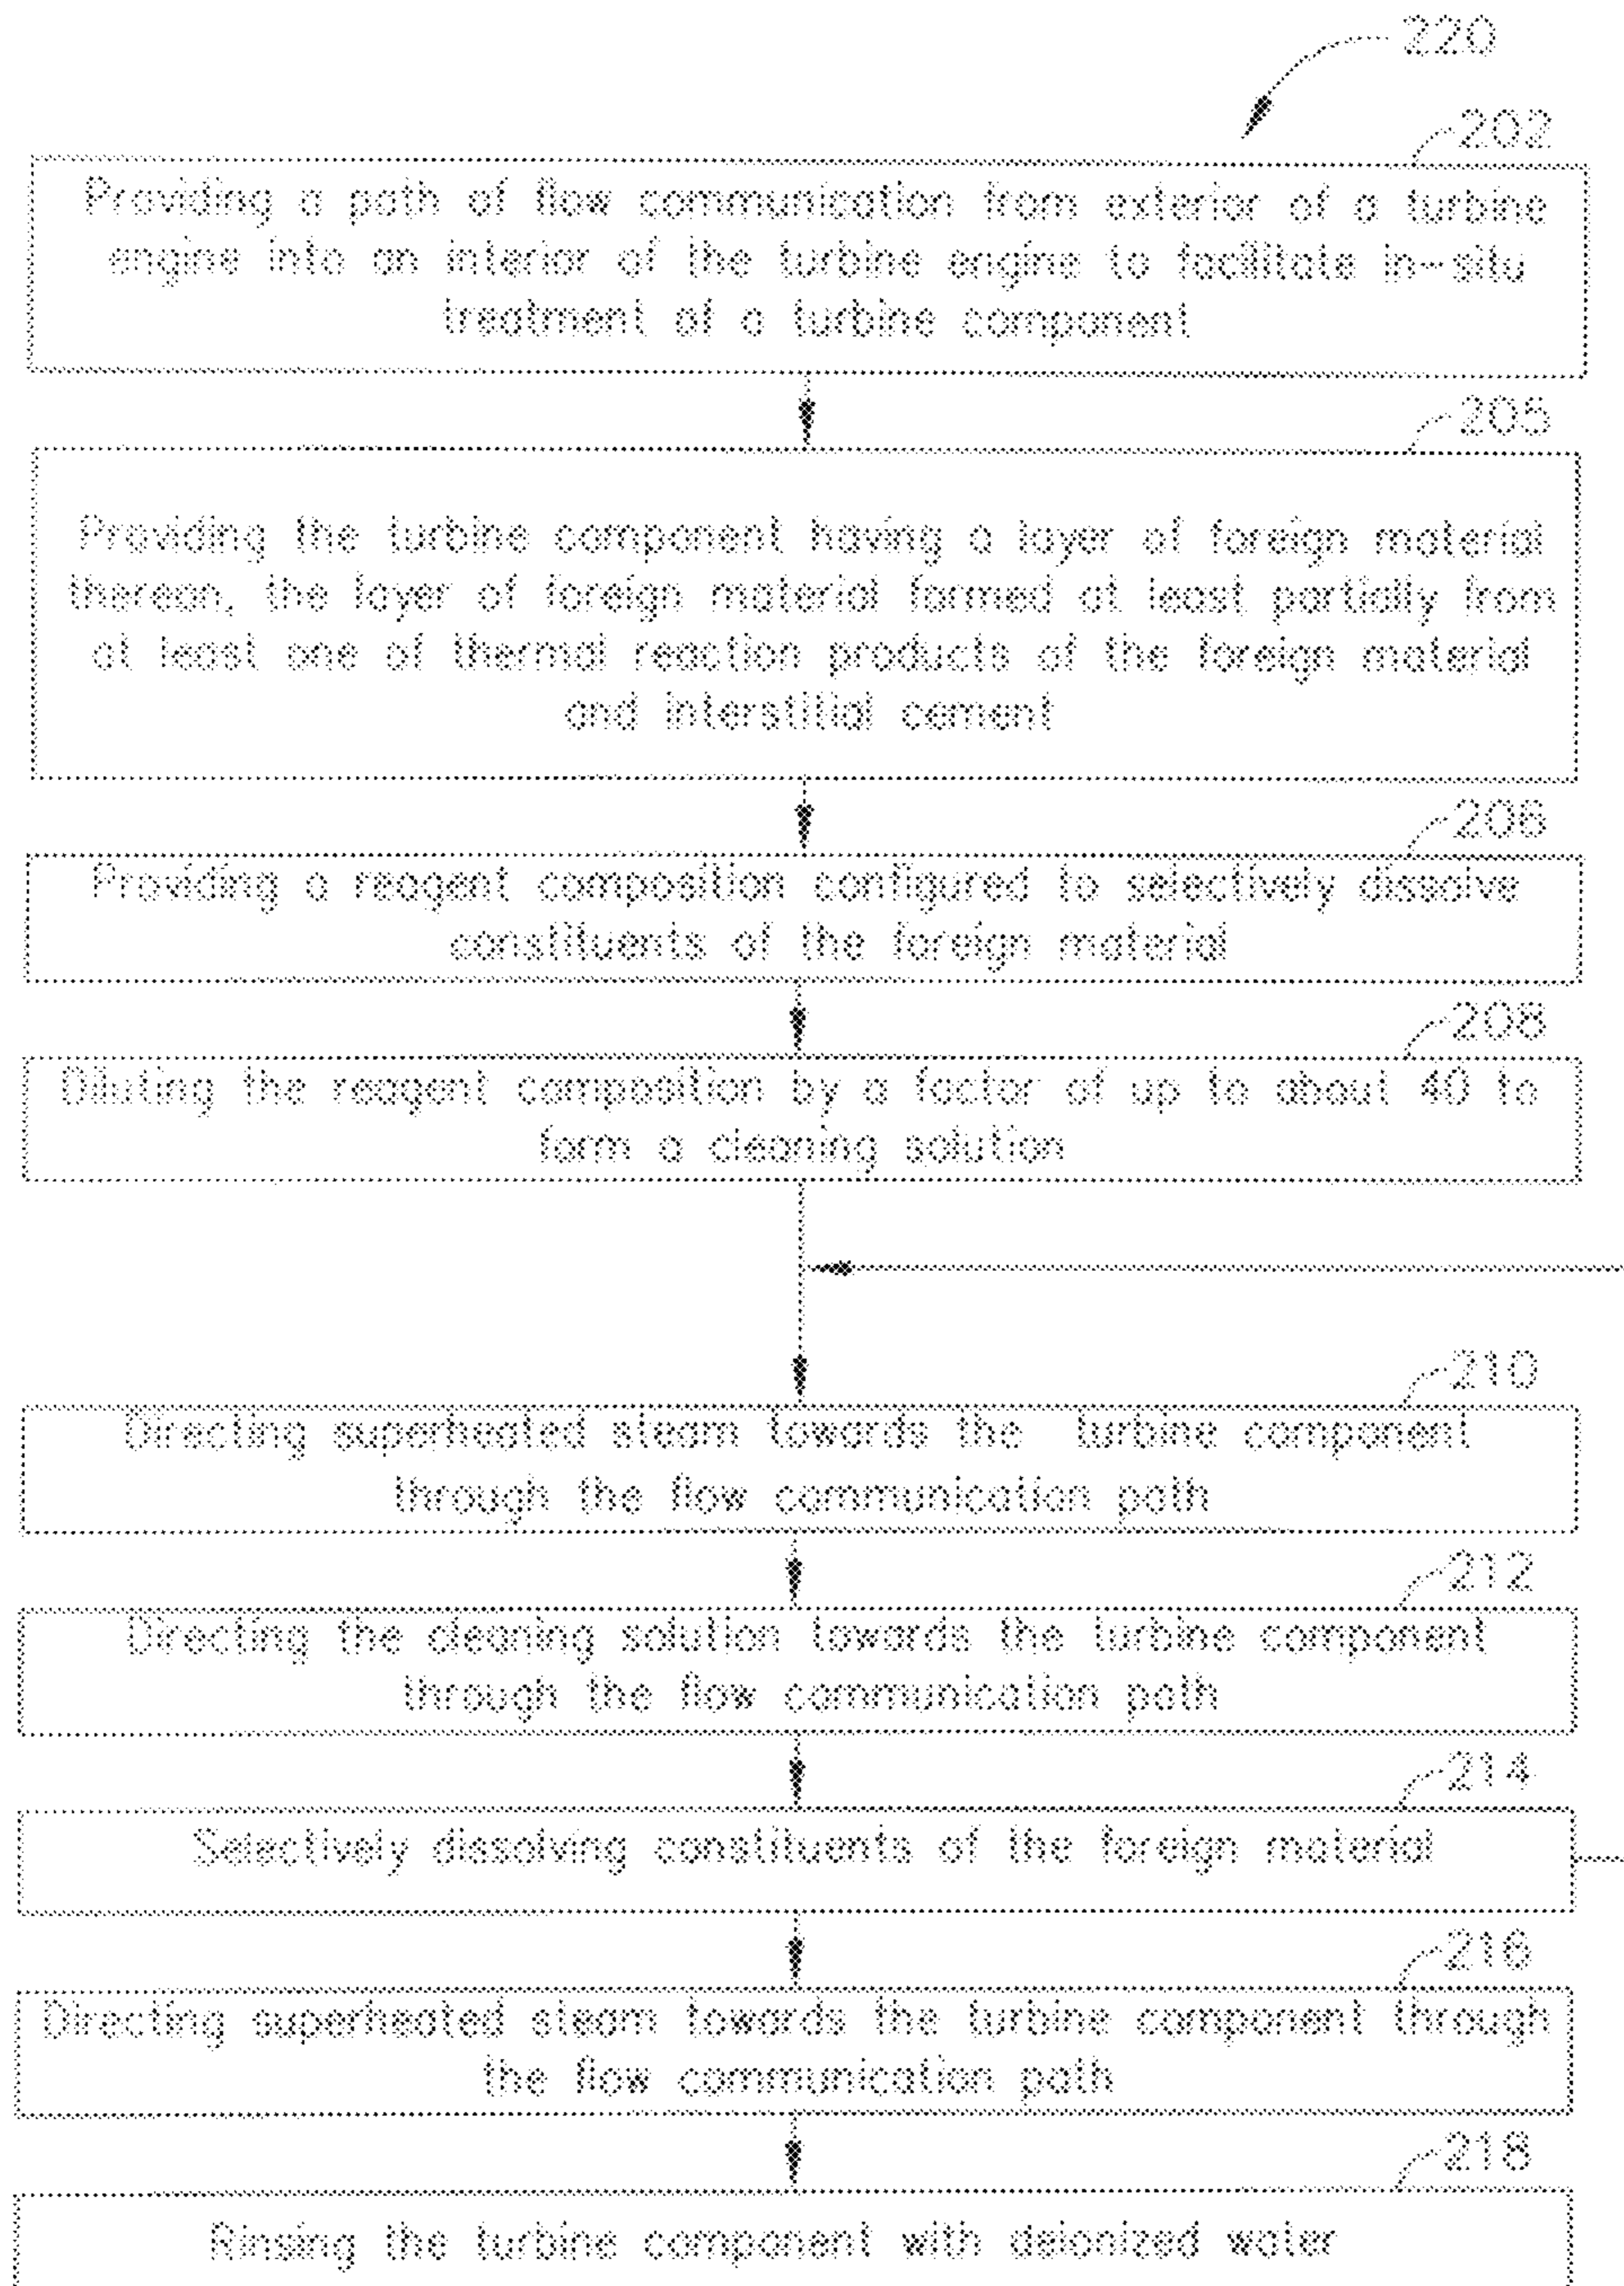 220
202
Providing a path of flow communication from exterior of a turbine
engine into an interior of the turbine engine to facilitate in-situ
treatment of a turbine component
205
Providing the turbine component having a layer of foreign material
thereon, the layer of foreign material formed at least partially from
at least one of thermal reaction products of the foreign material
and interstitial cement
206
Providing a reagent composition configured to selectively dissolve
constituents of the foreign material
208
Diluting the reagent composition by a factor of up to about 40 to
form a cleaning solution
210
Directing superheated steam towards the turbine component
through the flow communication path
212
Directing the cleaning solution towards the turbine component
through the flow communication path
214
Selectively dissolving constituents of the foreign material
216
Directing superheated steam towards the turbine component through
the flow communication path
218
Rinsing the turbine component with deionized water